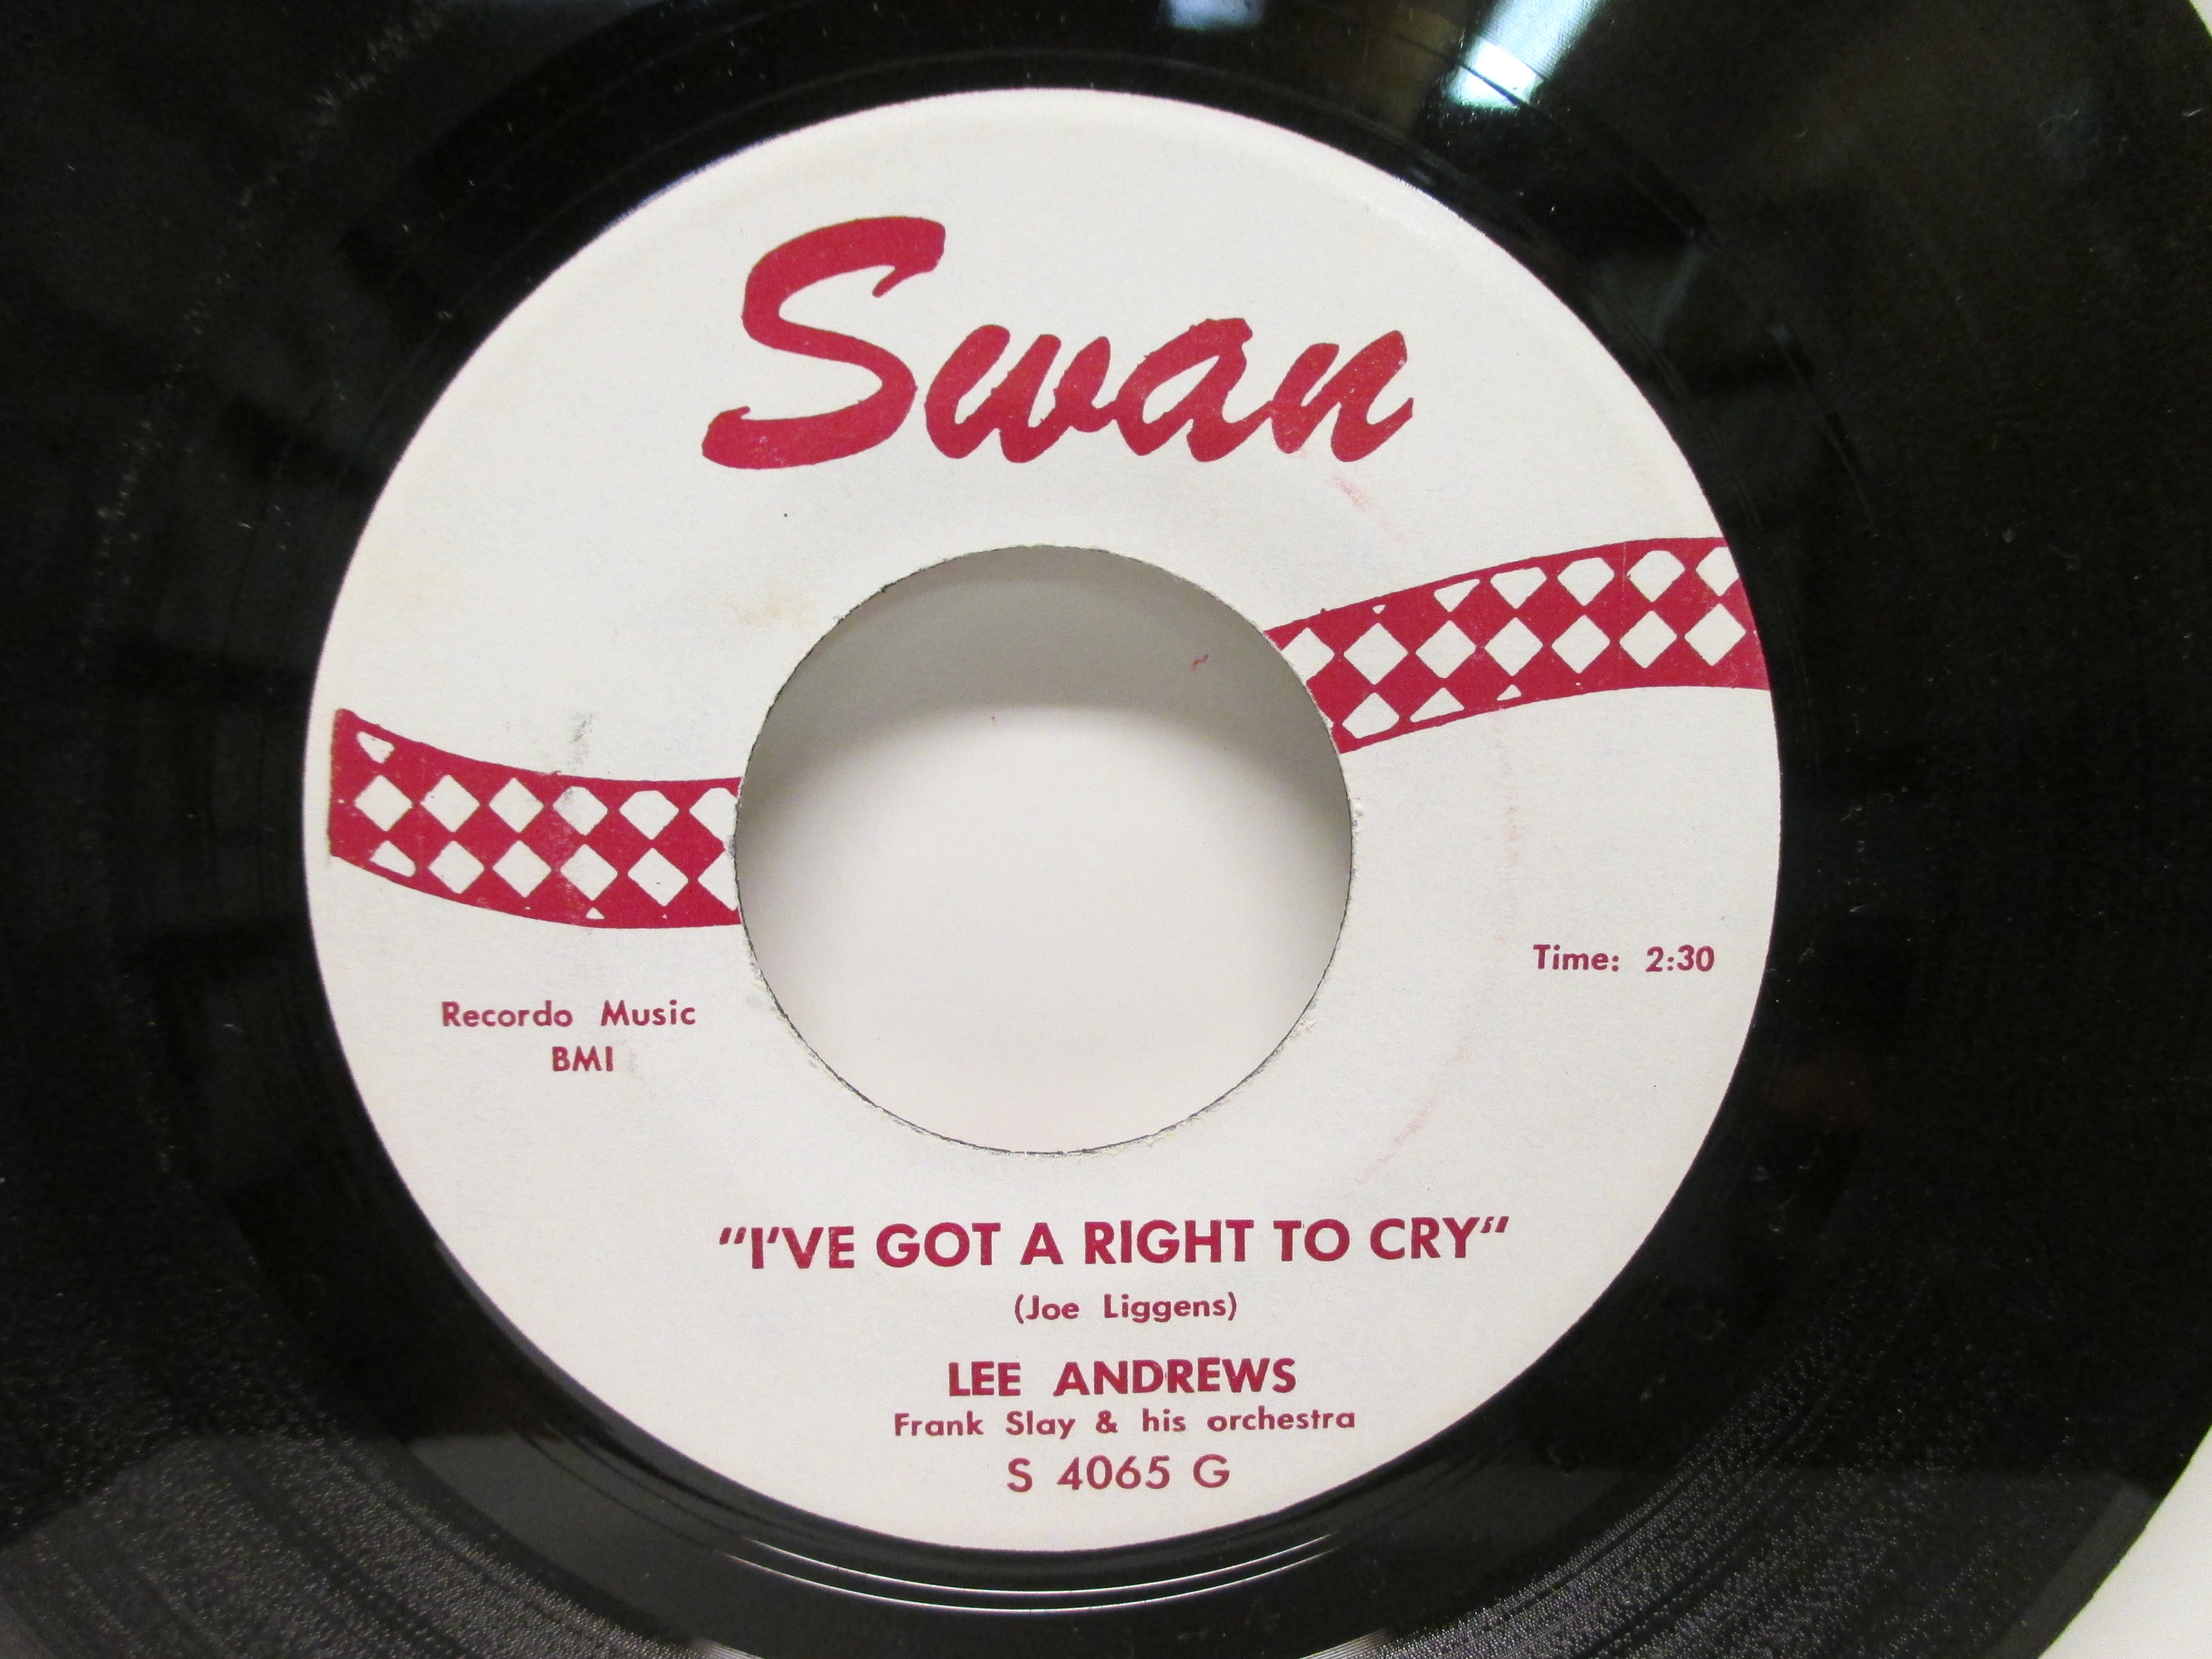 Swan
Time: 2:30
Recordo Music
BMI
"I'VE GOT A RIGHT TO CRY"
(Joe Liggens)
LEE ANDREWS
Frank Slay & his orchestra
S 4065 G